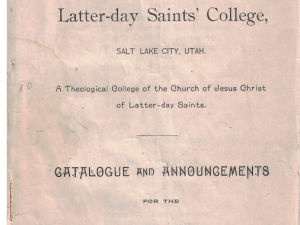 Latter-day Saints' College,
SALT LAKE CITY, UTAH.
A Theological College of the Church of Jesus Christ
of Latter-day Saints.
CATALOGUE AND ANNOUNCEMENTS
FOR THE